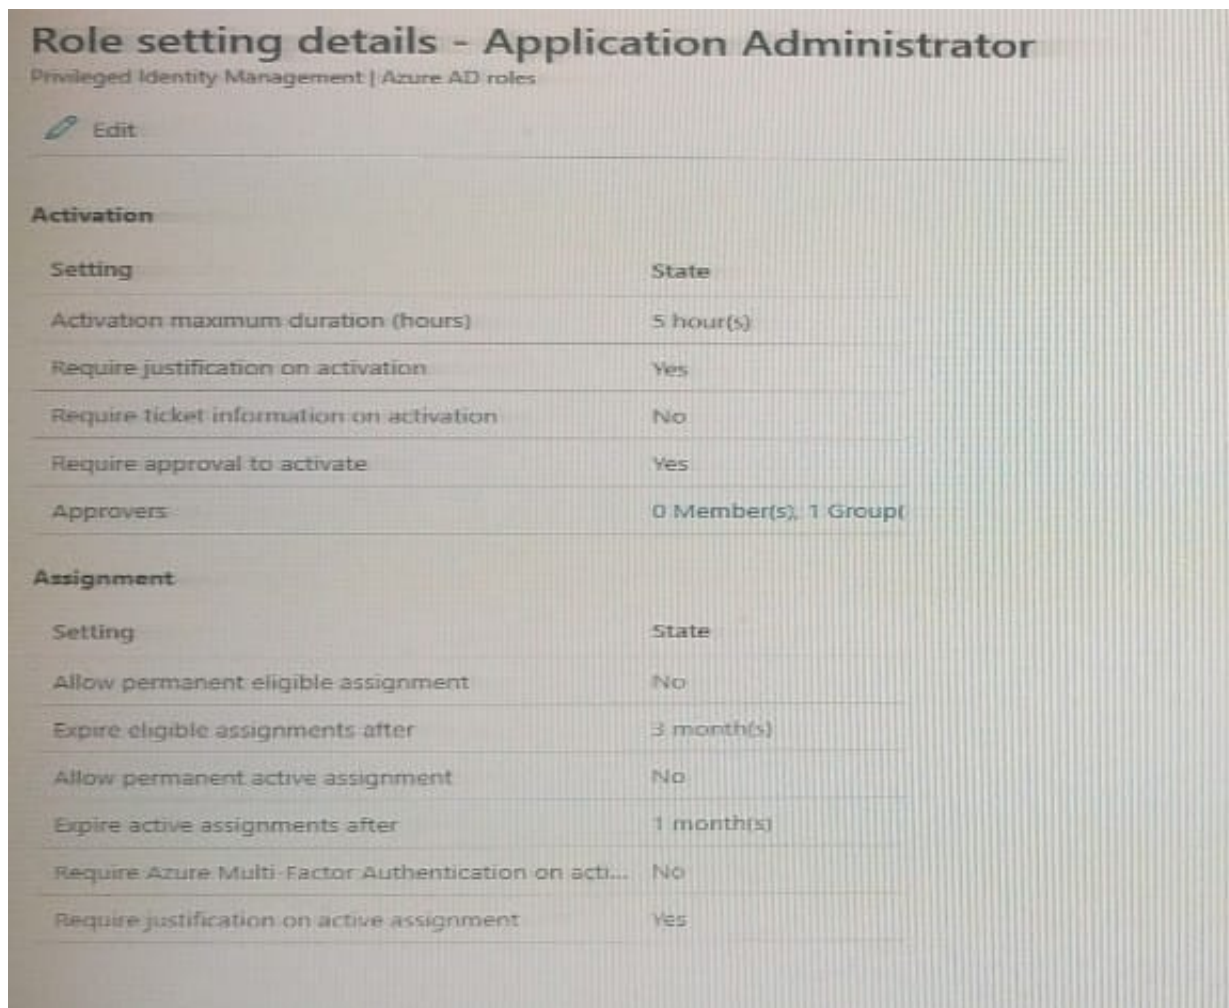 Role setting details - Application Administrator
Privileged Identity Management | Azure AD roles
Edit
Activation
Setting State
Activation maximum duration (hours) 5 hour(s)
Require justification on activation Yes
Require ticket information on activation No
Require approval to activate Yes
Approvers 0 Member(s), 1 Group(
Assignment
Setting State
Allow permanent eligible assignment No
Expire eligible assignments after 3 month(s)
Allow permanent active assignment No
Expire active assignments after 1 month(s)
Require Azure Multi-Factor Authentication on acti... No
Require justification on active assignment Yes